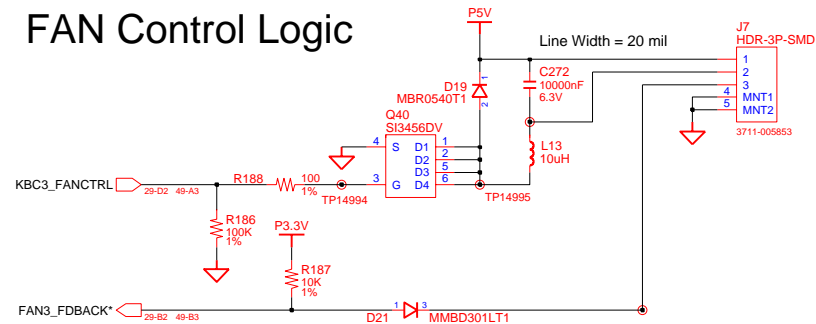 FAN Control Logic
P5V
Line Width = 20 mil
J7
HDR-3P-SMD
D19
MBR0540T1
1
2
C272
10000nF
6.3V
1
2
3
4 MNT1
5 MNT2
3711-005853
Q40
SI3456DV
4 S D1 1
D2 2
D3 5
3 G D4 6
L13
10uH
KBC3_FANCTRL
29-D2 49-A3
R188
100
1%
TP14994
TP14995
R186
100K
1%
P3.3V
R187
10K
1%
FAN3_FDBACK*
29-B2 49-B3
D21
1
3
MMBD301LT1